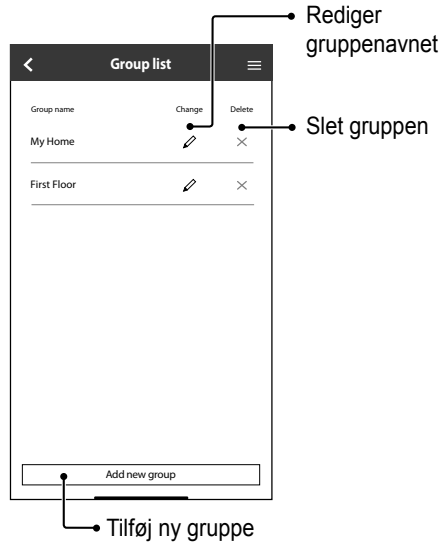 Rediger
gruppenavnet
Group list
Group name Change Delete
Slet gruppen
My Home
First Floor
Add new group
Tilføj ny gruppe